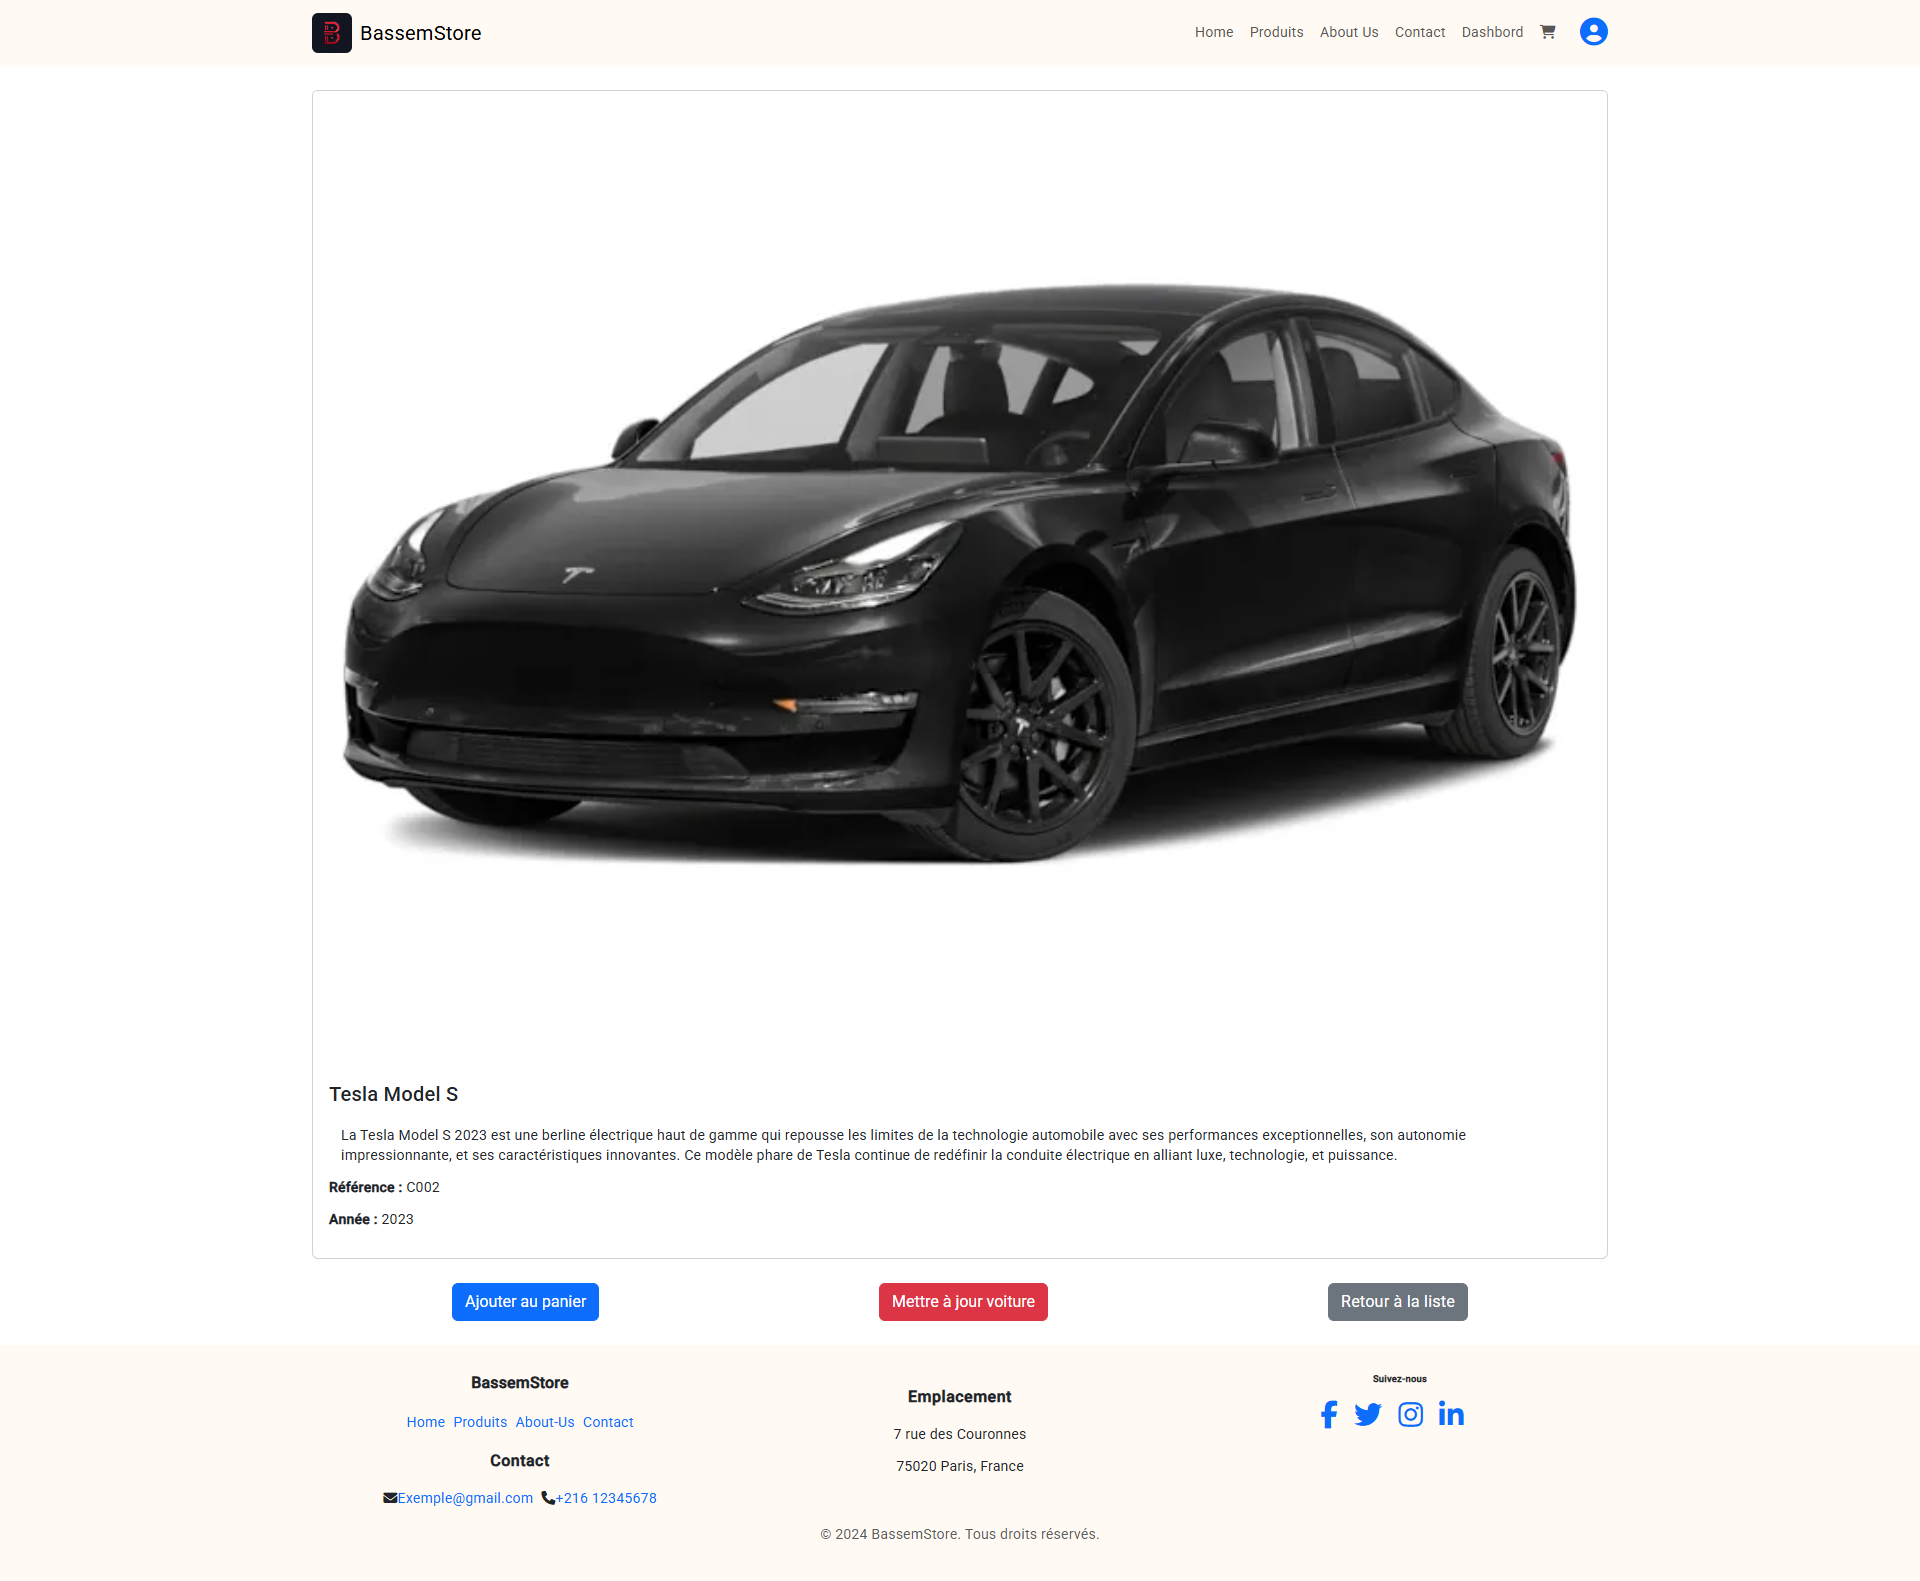 BassemStore
Home Produits About Us Contact Dashbord
Tesla Model S
La Tesla Model S 2023 est une berline électrique haut de gamme qui repousse les limites de la technologie automobile avec ses performances exceptionnelles, son autonomie
impressionnante, et ses caractéristiques innovantes. Ce modèle phare de Tesla continue de redéfinir la conduite électrique en alliant luxe, technologie, et puissance.
Référence : C002
Année : 2023
Ajouter au panier
Mettre à jour voiture
Retour à la liste
BassemStore
Home Produits About-Us Contact
Contact
Exemple@gmail.com +216 12345678
Emplacement
7 rue des Couronnes
75020 Paris, France
Suivez-nous
© 2024 BassemStore. Tous droits réservés.